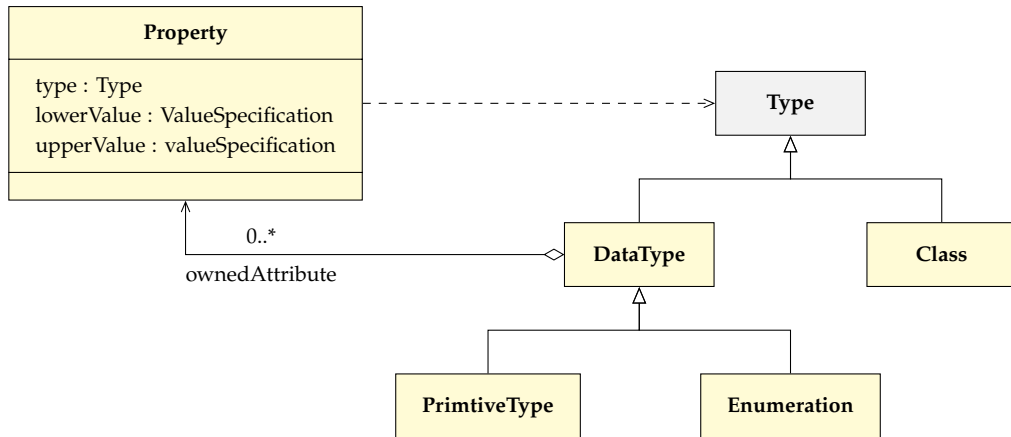 Property
type : Type
lowerValue : ValueSpecification
upperValue : valueSpecification
Type
0..*
ownedAttribute
DataType
Class
PrimtiveType
Enumeration